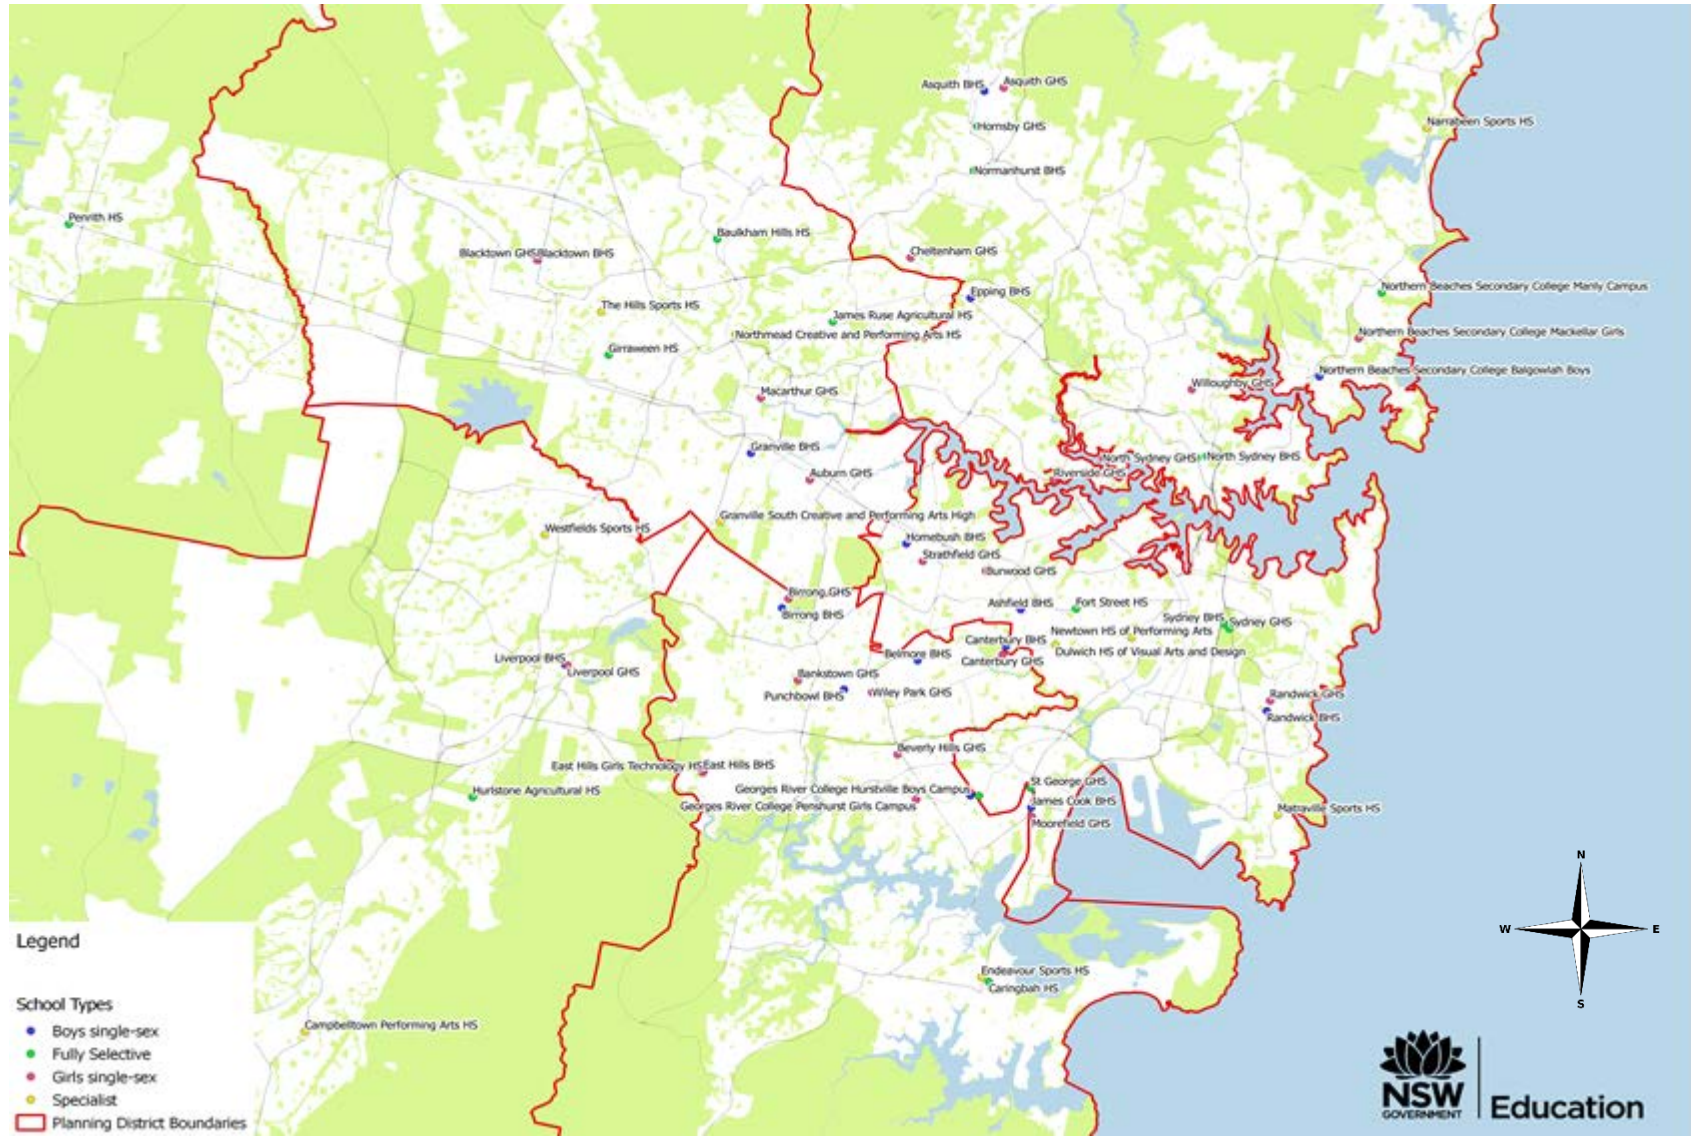 Asquith BHS
Asquith GHS
Hornsby GHS
Narrabeen Sports HS
Normanhurst BHS
Penrith HS
Baulkham Hills HS
Blacktown GHS
Blacktown BHS
Cheltenham GHS
Epping BHS
Northern Beaches Secondary College Manly Campus
The Hills Sports HS
James Ruse Agricultural HS
Northmead Creative and Performing Arts HS
Northern Beaches Secondary College Mackellar Girls
Girraween HS
Northern Beaches Secondary College Balgowlah Boys
Willoughby GHS
Macarthur GHS
Granville BHS
North Sydney GHS
North Sydney BHS
Auburn GHS
Riverside GHS
Granville South Creative and Performing Arts High
Westfields Sports HS
Homebush BHS
Strathfield GHS
Burwood GHS
Birrong GHS
Birrong BHS
Ashfield BHS
Fort Street HS
Sydney BHS
Sydney GHS
Newtown HS of Performing Arts
Canterbury BHS
Dulwich HS of Visual Arts and Design
Belmore BHS
Canterbury GHS
Liverpool BHS
Liverpool GHS
Bankstown GHS
Punchbowl BHS
Wiley Park GHS
Randwick GHS
Randwick BHS
Beverly Hills GHS
East Hills Girls Technology HS
East Hills BHS
Hurlstone Agricultural HS
Georges River College Hurstville Boys Campus
Georges River College Penshurst Girls Campus
St George GHS
James Cook BHS
Moorefield GHS
Matraville Sports HS
N
W
E
S
Endeavour Sports HS
Caringbah HS
Campbelltown Performing Arts HS
Legend
School Types
Boys single-sex
Fully Selective
Girls single-sex
Specialist
Planning District Boundaries
NSW
GOVERNMENT
Education